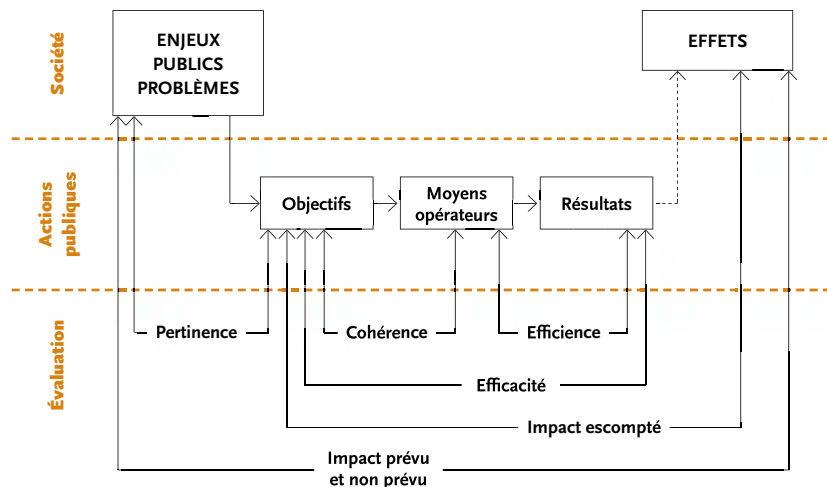 Société
ENJEUX
PUBLICS
PROBLÈMES
EFFETS
Actions
publiques
Objectifs
Moyens
opérateurs
Résultats
Évaluation
Pertinence
Cohérence
Efficience
Efficacité
Impact escompté
Impact prévu
et non prévu